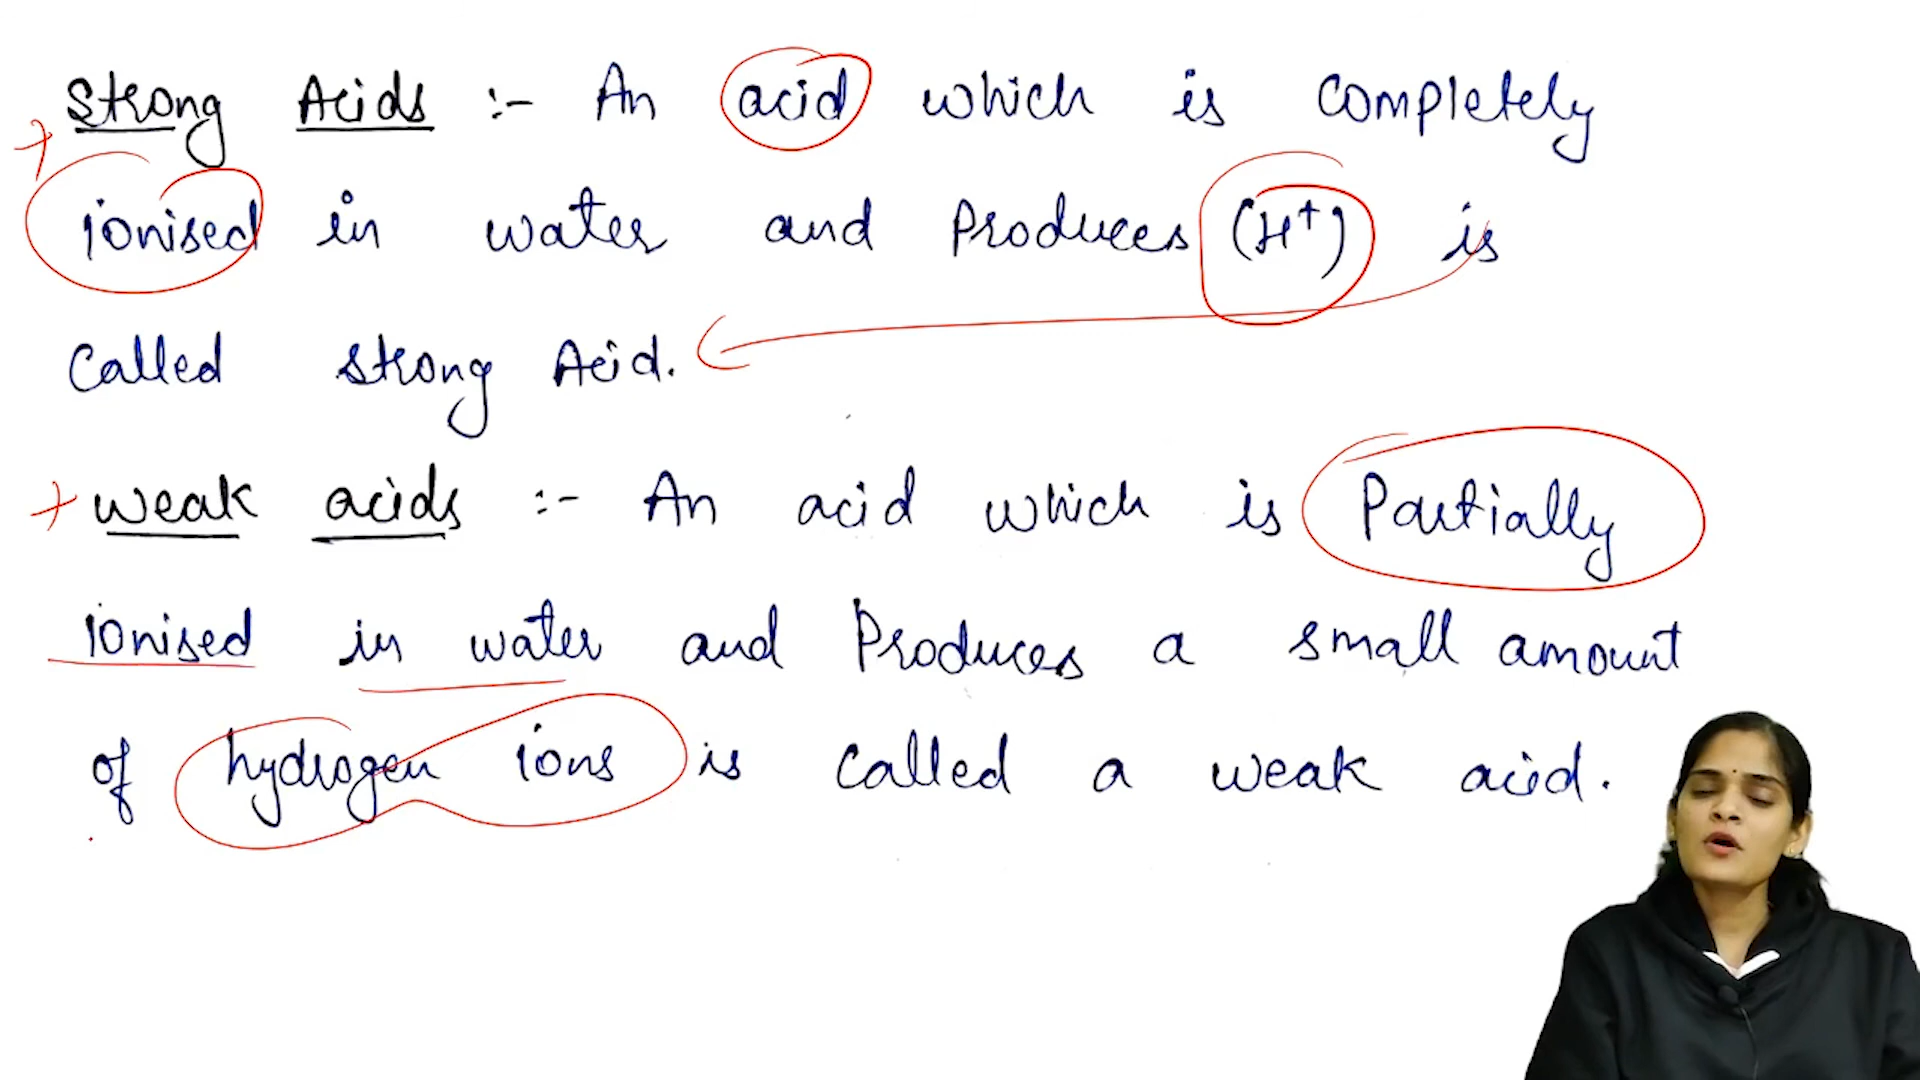 Strong Acids :- An acid which is completely
ionised in water and Produces (H+) is
called strong Acid.
weak acids :- An acid which is Partially
ionised in water and Produces a small amount
of hydrogen ions is called a weak acid.